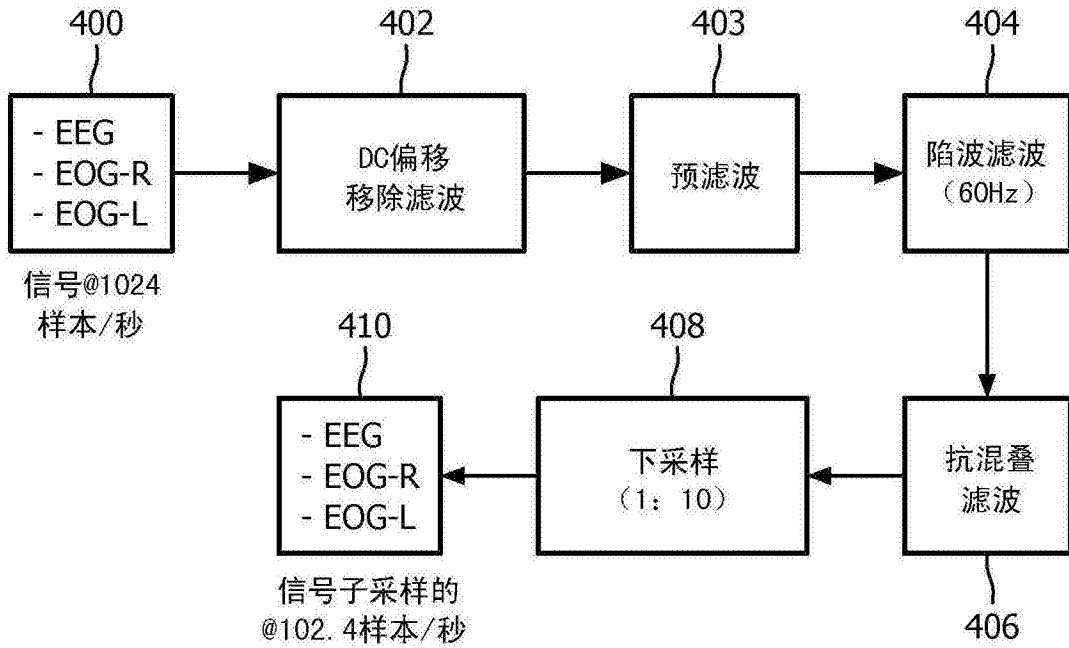 400
402
403
404
- EEG
- EOG-R
- EOG-L
DC偏移
移除滤波
预滤波
陷波滤波
（60Hz）
信号@1024
样本/秒
410
408
- EEG
- EOG-R
- EOG-L
下采样
（1：10）
抗混叠
滤波
信号子采样的
@102.4样本/秒
406